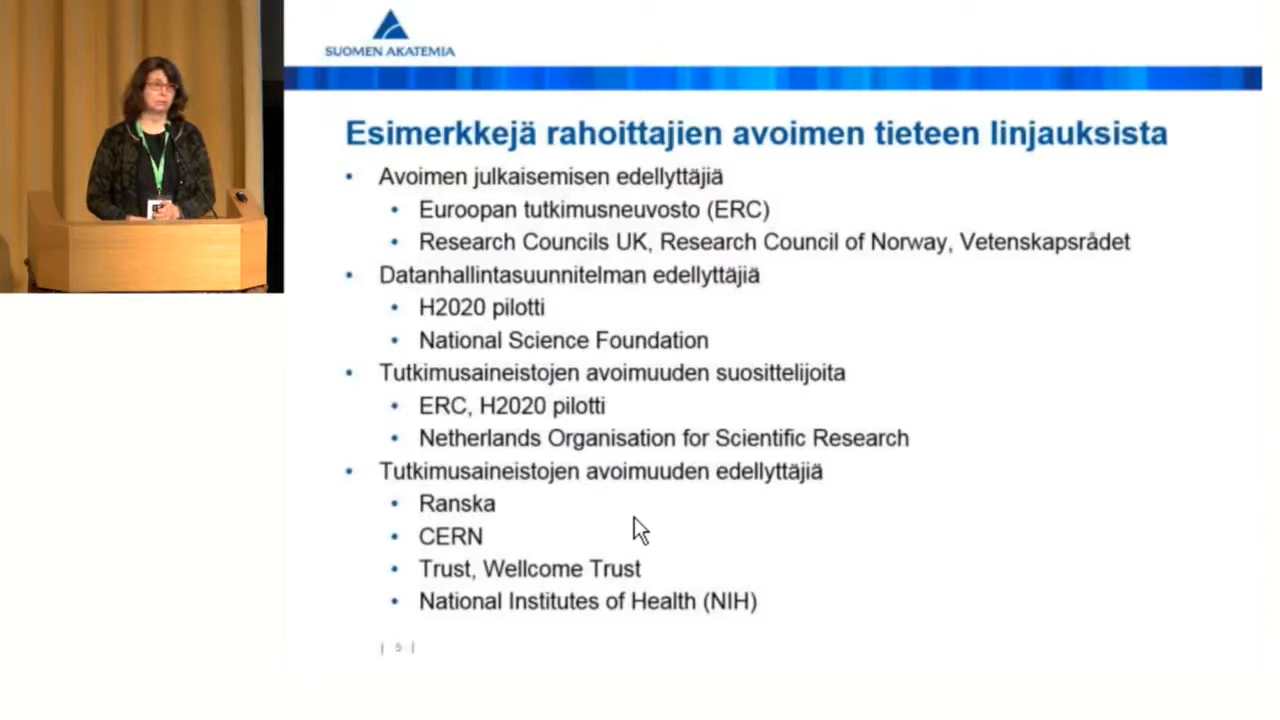 SUOMEN AKATEMIA
Esimerkkejä rahoittajien avoimen tieteen linjauksista
• Avoimen julkaisemisen edellyttäjiä
• Euroopan tutkimusneuvosto (ERC)
• Research Councils UK, Research Council of Norway, Vetenskapsrådet
• Datanhallintasuunnitelman edellyttäjiä
• H2020 pilotti
• National Science Foundation
• Tutkimusaineistojen avoimuuden suosittelijoita
• ERC, H2020 pilotti
• Netherlands Organisation for Scientific Research
• Tutkimusaineistojen avoimuuden edellyttäjiä
• Ranska
• CERN
• Trust, Wellcome Trust
• National Institutes of Health (NIH)
| 5 |